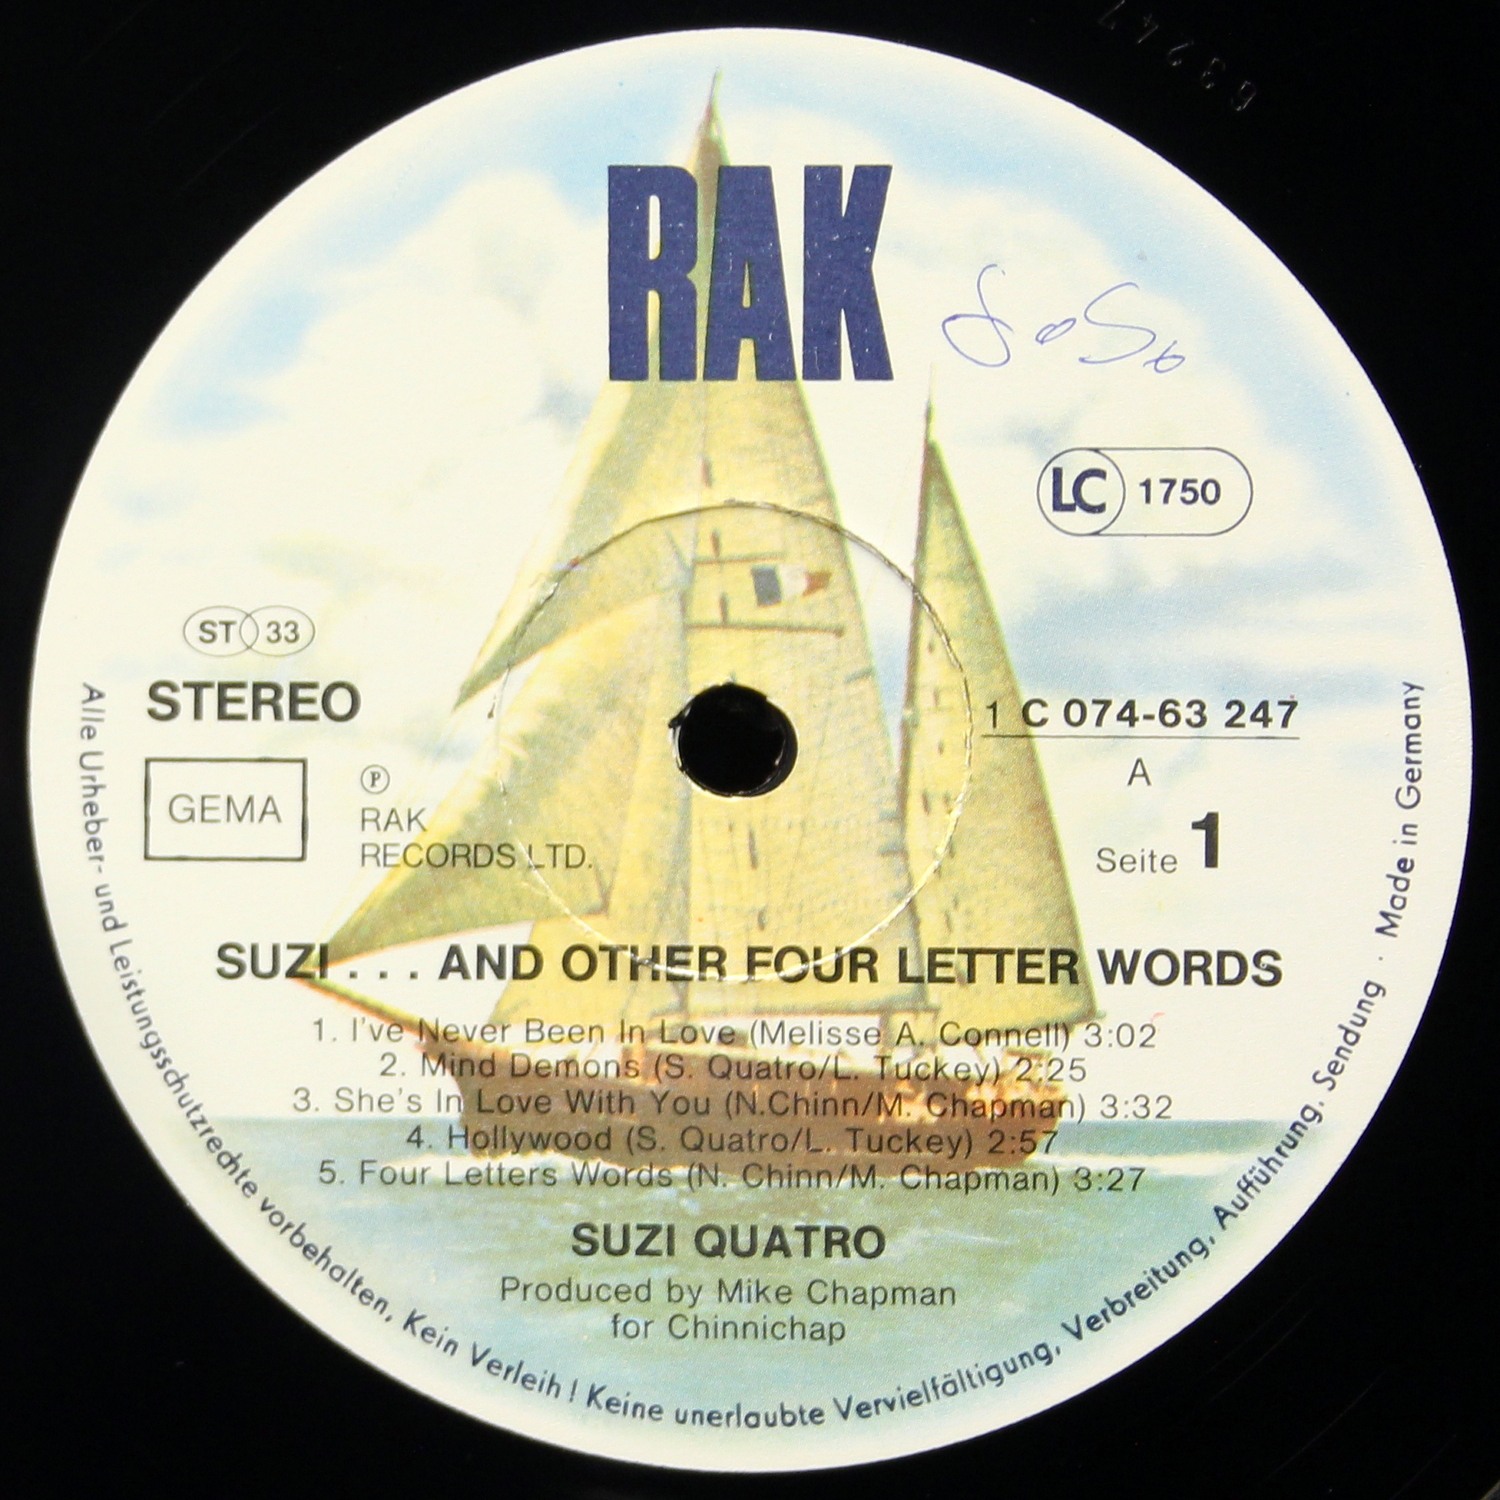 63247
RAK
LC 1750
ST 33
STEREO
1 C 074-63 247
A
GEMA
Ⓟ
RAK
RECORDS LTD.
Seite 1
SUZI . . . AND OTHER FOUR LETTER WORDS
1. I've Never Been In Love (Melisse A. Connell) 3:02
2. Mind Demons (S. Quatro/L. Tuckey) 2:25
3. She's In Love With You (N.Chinn/M. Chapman) 3:32
4. Hollywood (S. Quatro/L. Tuckey) 2:57
5. Four Letters Words (N. Chinn/M. Chapman) 3:27
SUZI QUATRO
Produced by Mike Chapman
for Chinnichap
Alle Urheber- und Leistungsschutzrechte vorbehalten, Kein Verleih ! Keine unerlaubte Vervielfältigung, Verbreitung, Aufführung, Sendung · Made in Germany